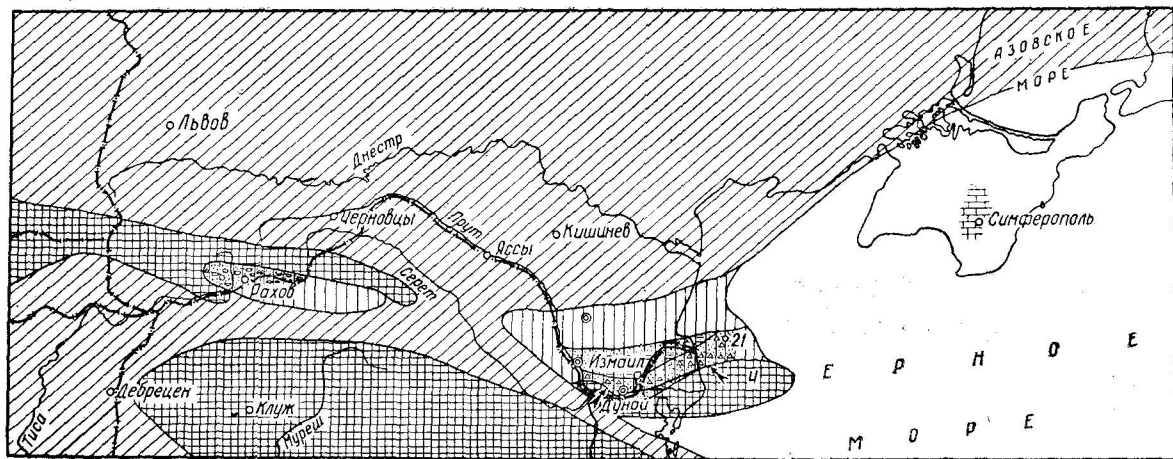 АЗОВСКОЕ
МОРЕ
Львов
Днестр
Черновцы
Прут
Яссы
Кишинев
Симферополь
Серет
Рахов
Измаил
21
Дунай
Дебрецен
Клуж
Муреш
Тиса
Ч Е Р Н О Е
М О Р Е